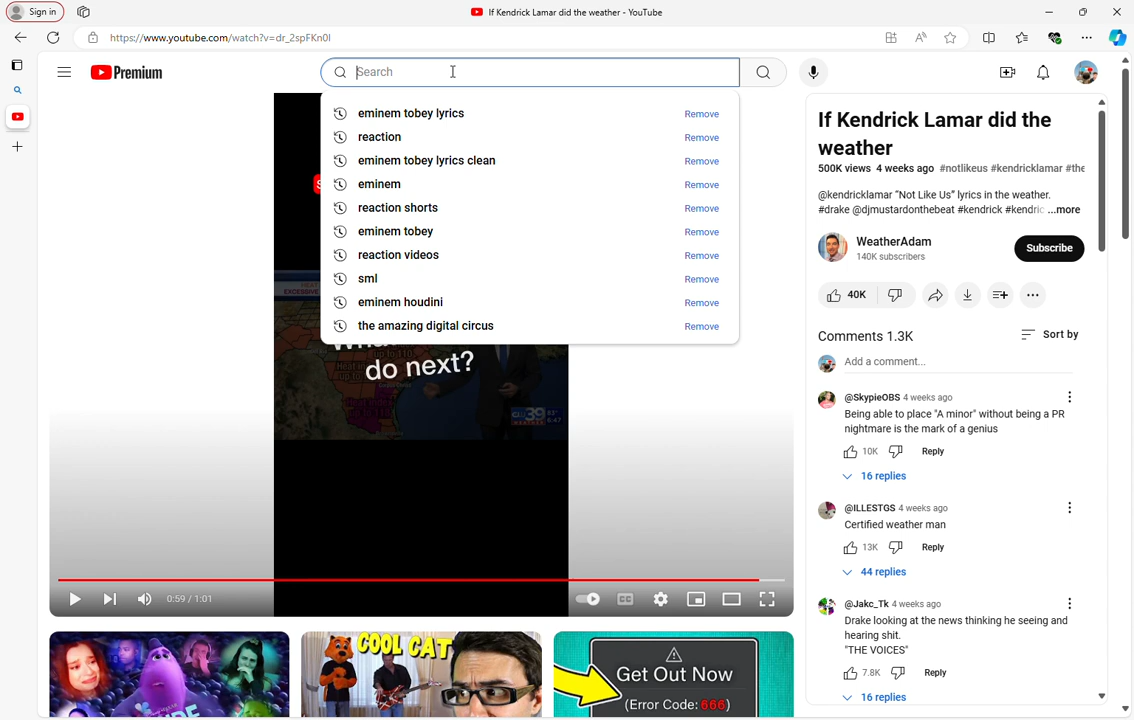 Sign in
If Kendrick Lamar did the weather - YouTube
https://www.youtube.com/watch?v=dr_2spFKn0I
Premium
Search
eminem tobey lyrics Remove
reaction Remove
eminem tobey lyrics clean Remove
eminem Remove
reaction shorts Remove
eminem tobey Remove
reaction videos Remove
sml Remove
eminem houdini Remove
the amazing digital circus Remove
do next?
39
0:59 / 1:01
COOL CAT
Get Out Now
(Error Code: 666)
If Kendrick Lamar did the
weather
500K views 4 weeks ago #notlikeus #kendricklamar #the
@kendricklamar "Not Like Us" lyrics in the weather.
#drake @djmustardonthebeat #kendrick #kendric ...more
WeatherAdam
140K subscribers
Subscribe
40K
Comments 1.3K
Sort by
Add a comment...
@SkypieOBS 4 weeks ago
Being able to place "A minor" without being a PR
nightmare is the mark of a genius
10K Reply
16 replies
@ILLESTGS 4 weeks ago
Certified weather man
13K Reply
44 replies
@Jakc_Tk 4 weeks ago
Drake looking at the news thinking he seeing and
hearing shit.
"THE VOICES"
7.8K Reply
16 replies